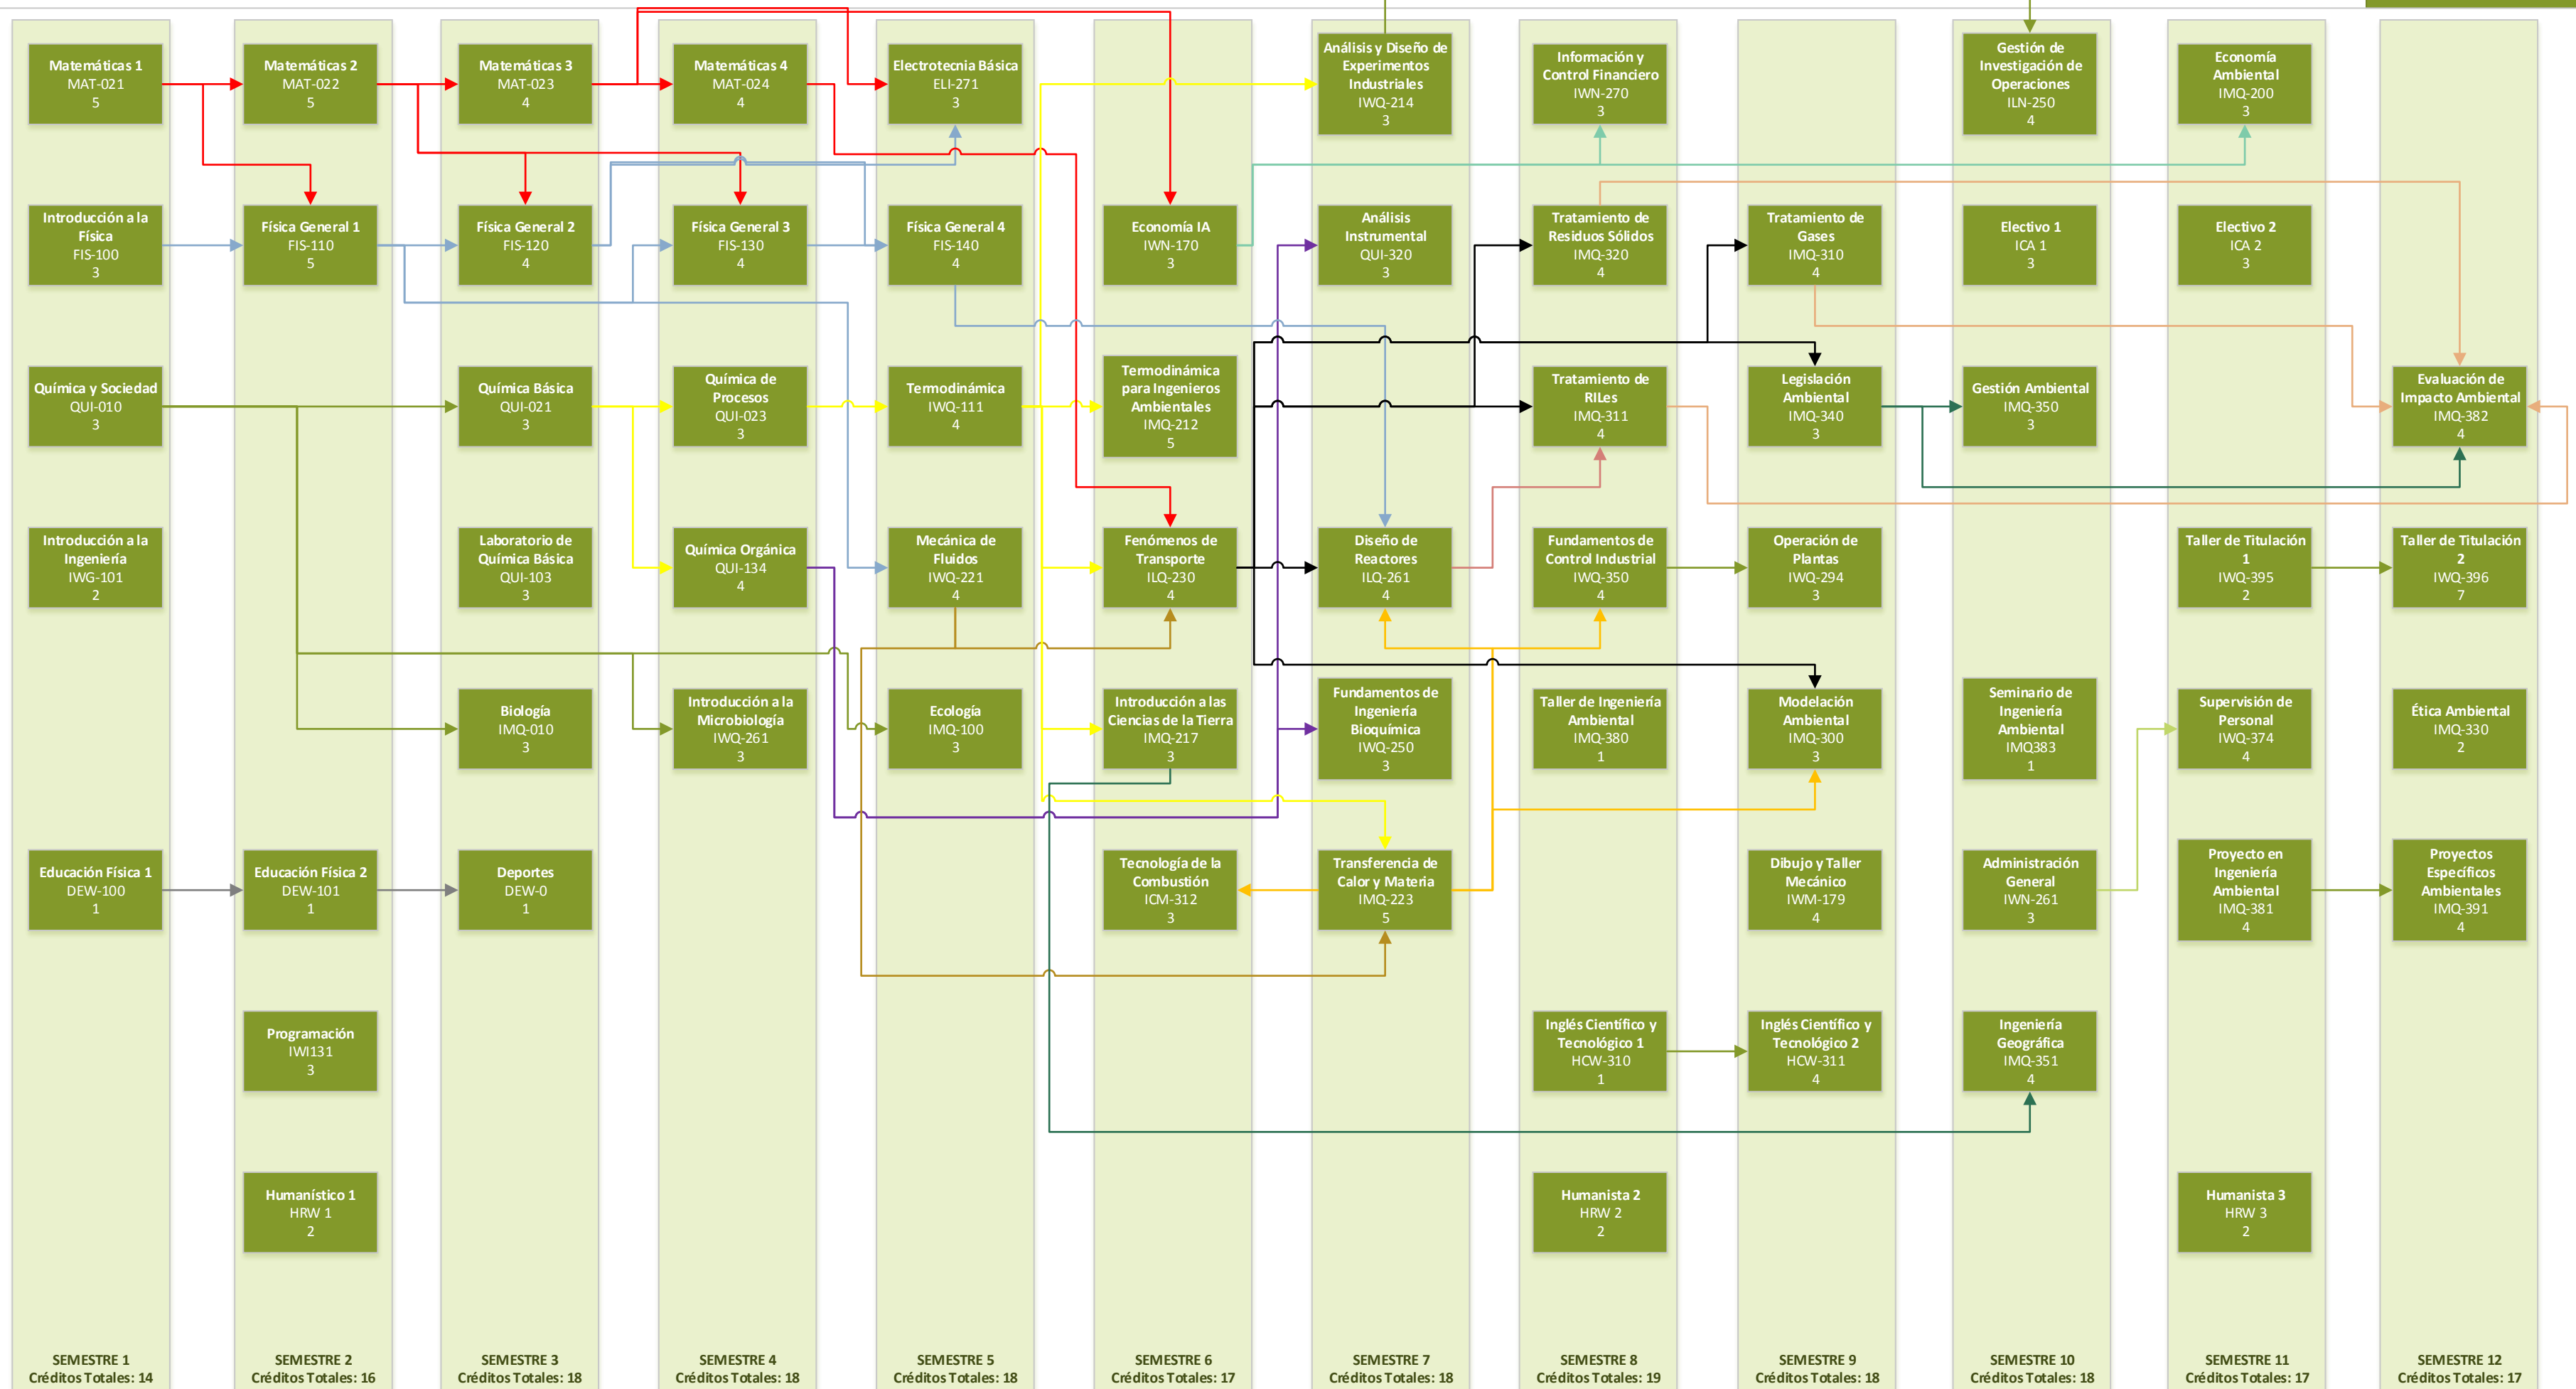 Matemáticas 1
MAT-021
5
Introducción a la
Física
FIS-100
3
Química y Sociedad
QUI-010
3
Introducción a la
Ingeniería
IWG-101
2
Educación Física 1
DEW-100
1
SEMESTRE 1
Créditos Totales: 14
Matemáticas 2
MAT-022
5
Física General 1
FIS-110
5
Educación Física 2
DEW-101
1
Programación
IWI131
3
Humanístico 1
HRW 1
2
SEMESTRE 2
Créditos Totales: 16
Matemáticas 3
MAT-023
4
Física General 2
FIS-120
4
Química Básica
QUI-021
3
Laboratorio de
Química Básica
QUI-103
3
Biología
IMQ-010
3
Deportes
DEW-0
1
SEMESTRE 3
Créditos Totales: 18
Matemáticas 4
MAT-024
4
Física General 3
FIS-130
4
Química de
Procesos
QUI-023
3
Química Orgánica
QUI-134
4
Introducción a la
Microbiología
IWQ-261
3
SEMESTRE 4
Créditos Totales: 18
Electrotecnia Básica
ELI-271
3
Física General 4
FIS-140
4
Termodinámica
IWQ-111
4
Mecánica de
Fluidos
IWQ-221
4
Ecología
IMQ-100
3
SEMESTRE 5
Créditos Totales: 18
Economía IA
IWN-170
3
Termodinámica
para Ingenieros
Ambientales
IMQ-212
5
Fenómenos de
Transporte
ILQ-230
4
Introducción a las
Ciencias de la Tierra
IMQ-217
3
Tecnología de la
Combustión
ICM-312
3
SEMESTRE 6
Créditos Totales: 17
Análisis y Diseño de
Experimentos
Industriales
IWQ-214
3
Análisis
Instrumental
QUI-320
3
Diseño de
Reactores
ILQ-261
4
Fundamentos de
Ingeniería
Bioquímica
IWQ-250
3
Transferencia de
Calor y Materia
IMQ-223
5
SEMESTRE 7
Créditos Totales: 18
Información y
Control Financiero
IWN-270
3
Tratamiento de
Residuos Sólidos
IMQ-320
4
Tratamiento de
RILes
IMQ-311
4
Fundamentos de
Control Industrial
IWQ-350
4
Taller de Ingeniería
Ambiental
IMQ-380
1
Inglés Científico y
Tecnológico 1
HCW-310
1
Humanista 2
HRW 2
2
SEMESTRE 8
Créditos Totales: 19
Tratamiento de
Gases
IMQ-310
4
Legislación
Ambiental
IMQ-340
3
Operación de
Plantas
IWQ-294
3
Modelación
Ambiental
IMQ-300
3
Dibujo y Taller
Mecánico
IWM-179
4
Inglés Científico y
Tecnológico 2
HCW-311
4
SEMESTRE 9
Créditos Totales: 18
Gestión de
Investigación de
Operaciones
ILN-250
4
Electivo 1
ICA 1
3
Gestión Ambiental
IMQ-350
3
Seminario de
Ingeniería
Ambiental
IMQ383
1
Administración
General
IWN-261
3
Ingeniería
Geográfica
IMQ-351
4
SEMESTRE 10
Créditos Totales: 18
Economía
Ambiental
IMQ-200
3
Electivo 2
ICA 2
3
Taller de Titulación
1
IWQ-395
2
Supervisión de
Personal
IWQ-374
4
Proyecto en
Ingeniería
Ambiental
IMQ-381
4
Humanista 3
HRW 3
2
SEMESTRE 11
Créditos Totales: 17
Evaluación de
Impacto Ambiental
IMQ-382
4
Taller de Titulación
2
IWQ-396
7
Ética Ambiental
IMQ-330
2
Proyectos
Específicos
Ambientales
IMQ-391
4
SEMESTRE 12
Créditos Totales: 17